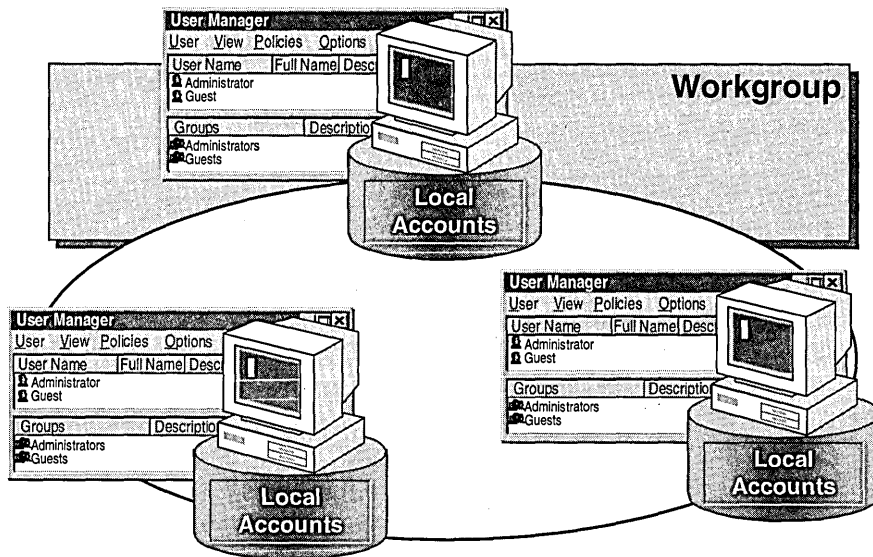 User Manager
User View Policies Options
User Name Full Name Desc
Administrator
Guest
Groups Description
Administrators
Guests
Workgroup
Local
Accounts
User Manager
User View Policies Options
User Name Full Name Descr
Administrator
Guest
Groups Description
Administrators
Guests
Local
Accounts
User Manager
User View Policies Options
User Name Full Name Desc
Administrator
Guest
Groups Description
Administrators
Guests
Local
Accounts